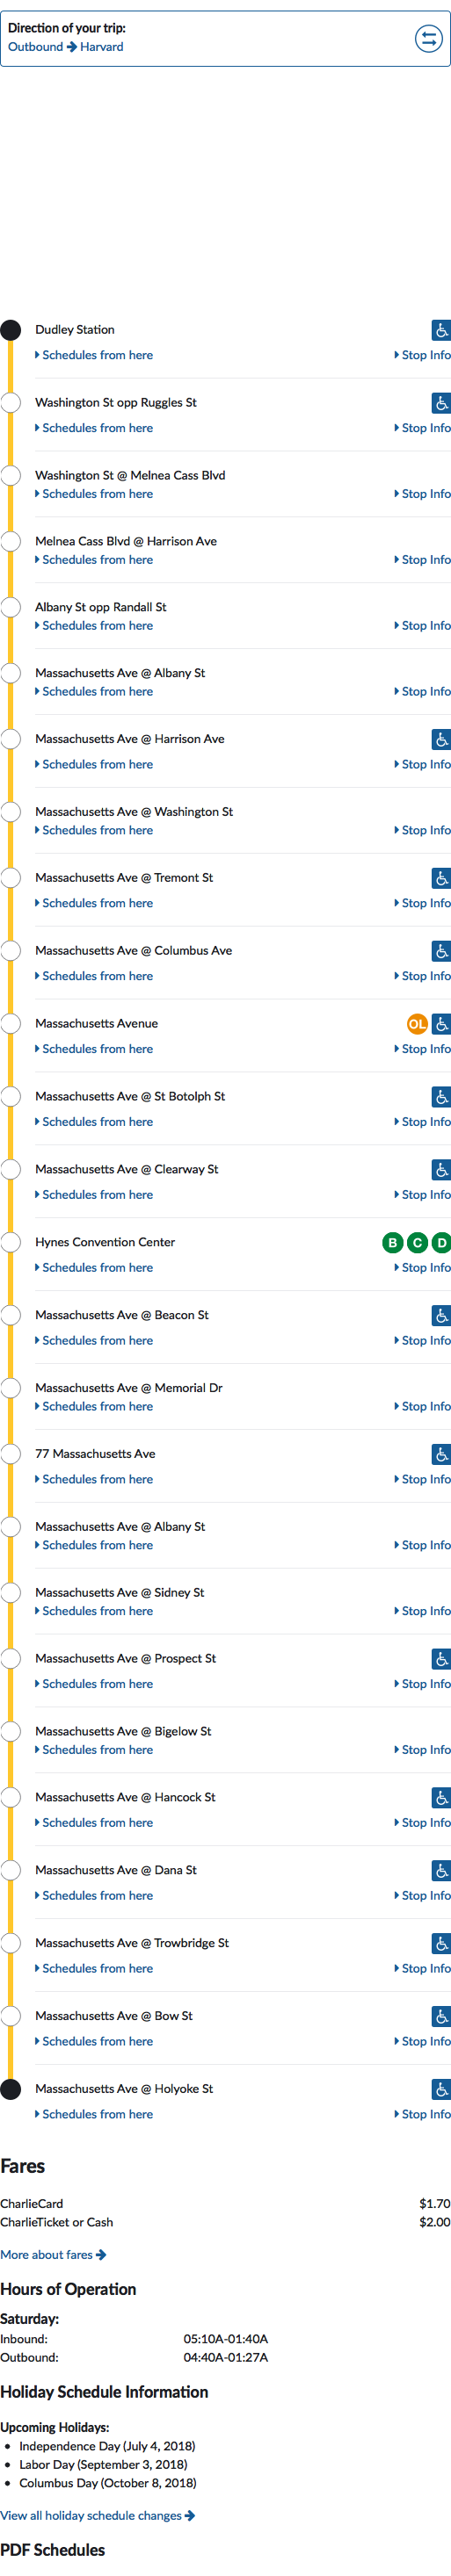 Direction of your trip:
Outbound → Harvard
Dudley Station
Schedules from here Stop Info
Washington St opp Ruggles St
Schedules from here Stop Info
Washington St @ Melnea Cass Blvd
Schedules from here Stop Info
Melnea Cass Blvd @ Harrison Ave
Schedules from here Stop Info
Albany St opp Randall St
Schedules from here Stop Info
Massachusetts Ave @ Albany St
Schedules from here Stop Info
Massachusetts Ave @ Harrison Ave
Schedules from here Stop Info
Massachusetts Ave @ Washington St
Schedules from here Stop Info
Massachusetts Ave @ Tremont St
Schedules from here Stop Info
Massachusetts Ave @ Columbus Ave
Schedules from here Stop Info
Massachusetts Avenue OL
Schedules from here Stop Info
Massachusetts Ave @ St Botolph St
Schedules from here Stop Info
Massachusetts Ave @ Clearway St
Schedules from here Stop Info
Hynes Convention Center B C D
Schedules from here Stop Info
Massachusetts Ave @ Beacon St
Schedules from here Stop Info
Massachusetts Ave @ Memorial Dr
Schedules from here Stop Info
77 Massachusetts Ave
Schedules from here Stop Info
Massachusetts Ave @ Albany St
Schedules from here Stop Info
Massachusetts Ave @ Sidney St
Schedules from here Stop Info
Massachusetts Ave @ Prospect St
Schedules from here Stop Info
Massachusetts Ave @ Bigelow St
Schedules from here Stop Info
Massachusetts Ave @ Hancock St
Schedules from here Stop Info
Massachusetts Ave @ Dana St
Schedules from here Stop Info
Massachusetts Ave @ Trowbridge St
Schedules from here Stop Info
Massachusetts Ave @ Bow St
Schedules from here Stop Info
Massachusetts Ave @ Holyoke St
Schedules from here Stop Info
Fares
CharlieCard $1.70
CharlieTicket or Cash $2.00
More about fares →
Hours of Operation
Saturday:
Inbound: 05:10A-01:40A
Outbound: 04:40A-01:27A
Holiday Schedule Information
Upcoming Holidays:
• Independence Day (July 4, 2018)
• Labor Day (September 3, 2018)
• Columbus Day (October 8, 2018)
View all holiday schedule changes →
PDF Schedules